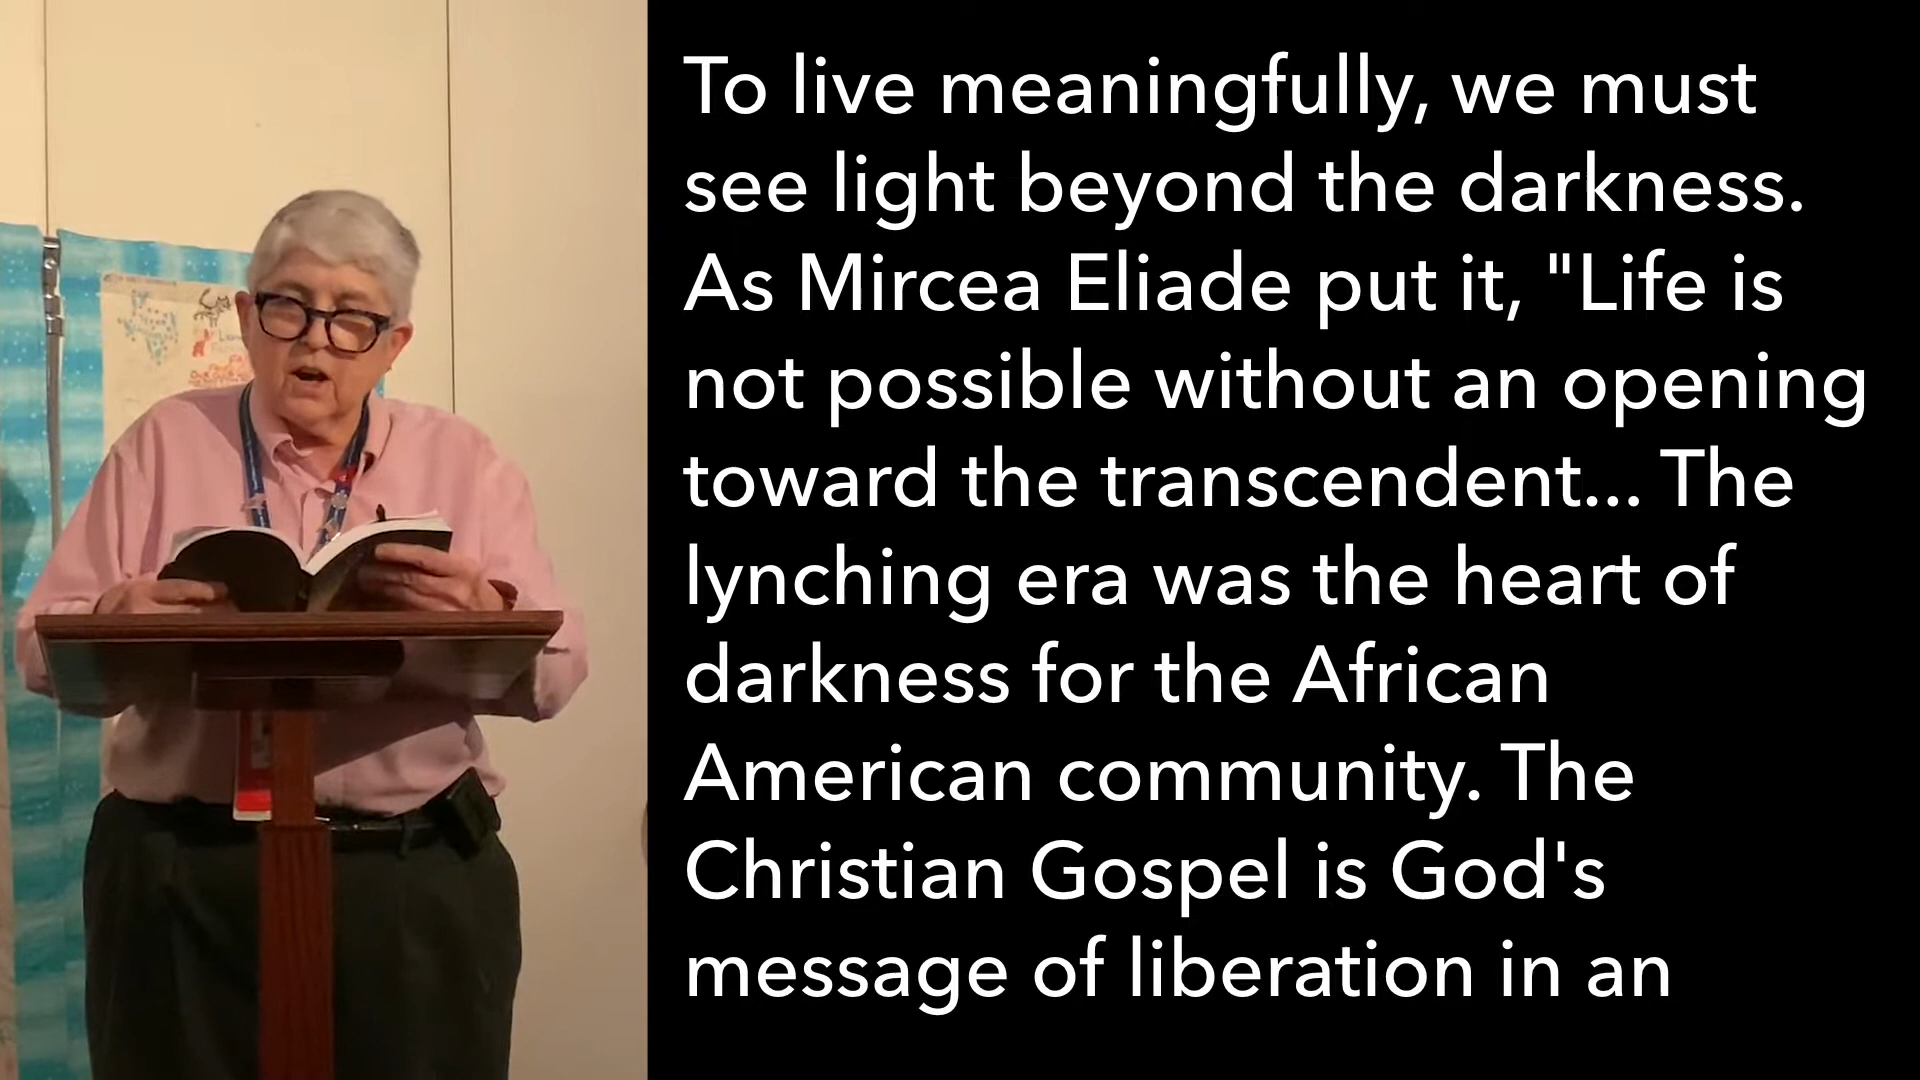 To live meaningfully, we must
see light beyond the darkness.
As Mircea Eliade put it, "Life is
not possible without an opening
toward the transcendent... The
lynching era was the heart of
darkness for the African
American community. The
Christian Gospel is God's
message of liberation in an